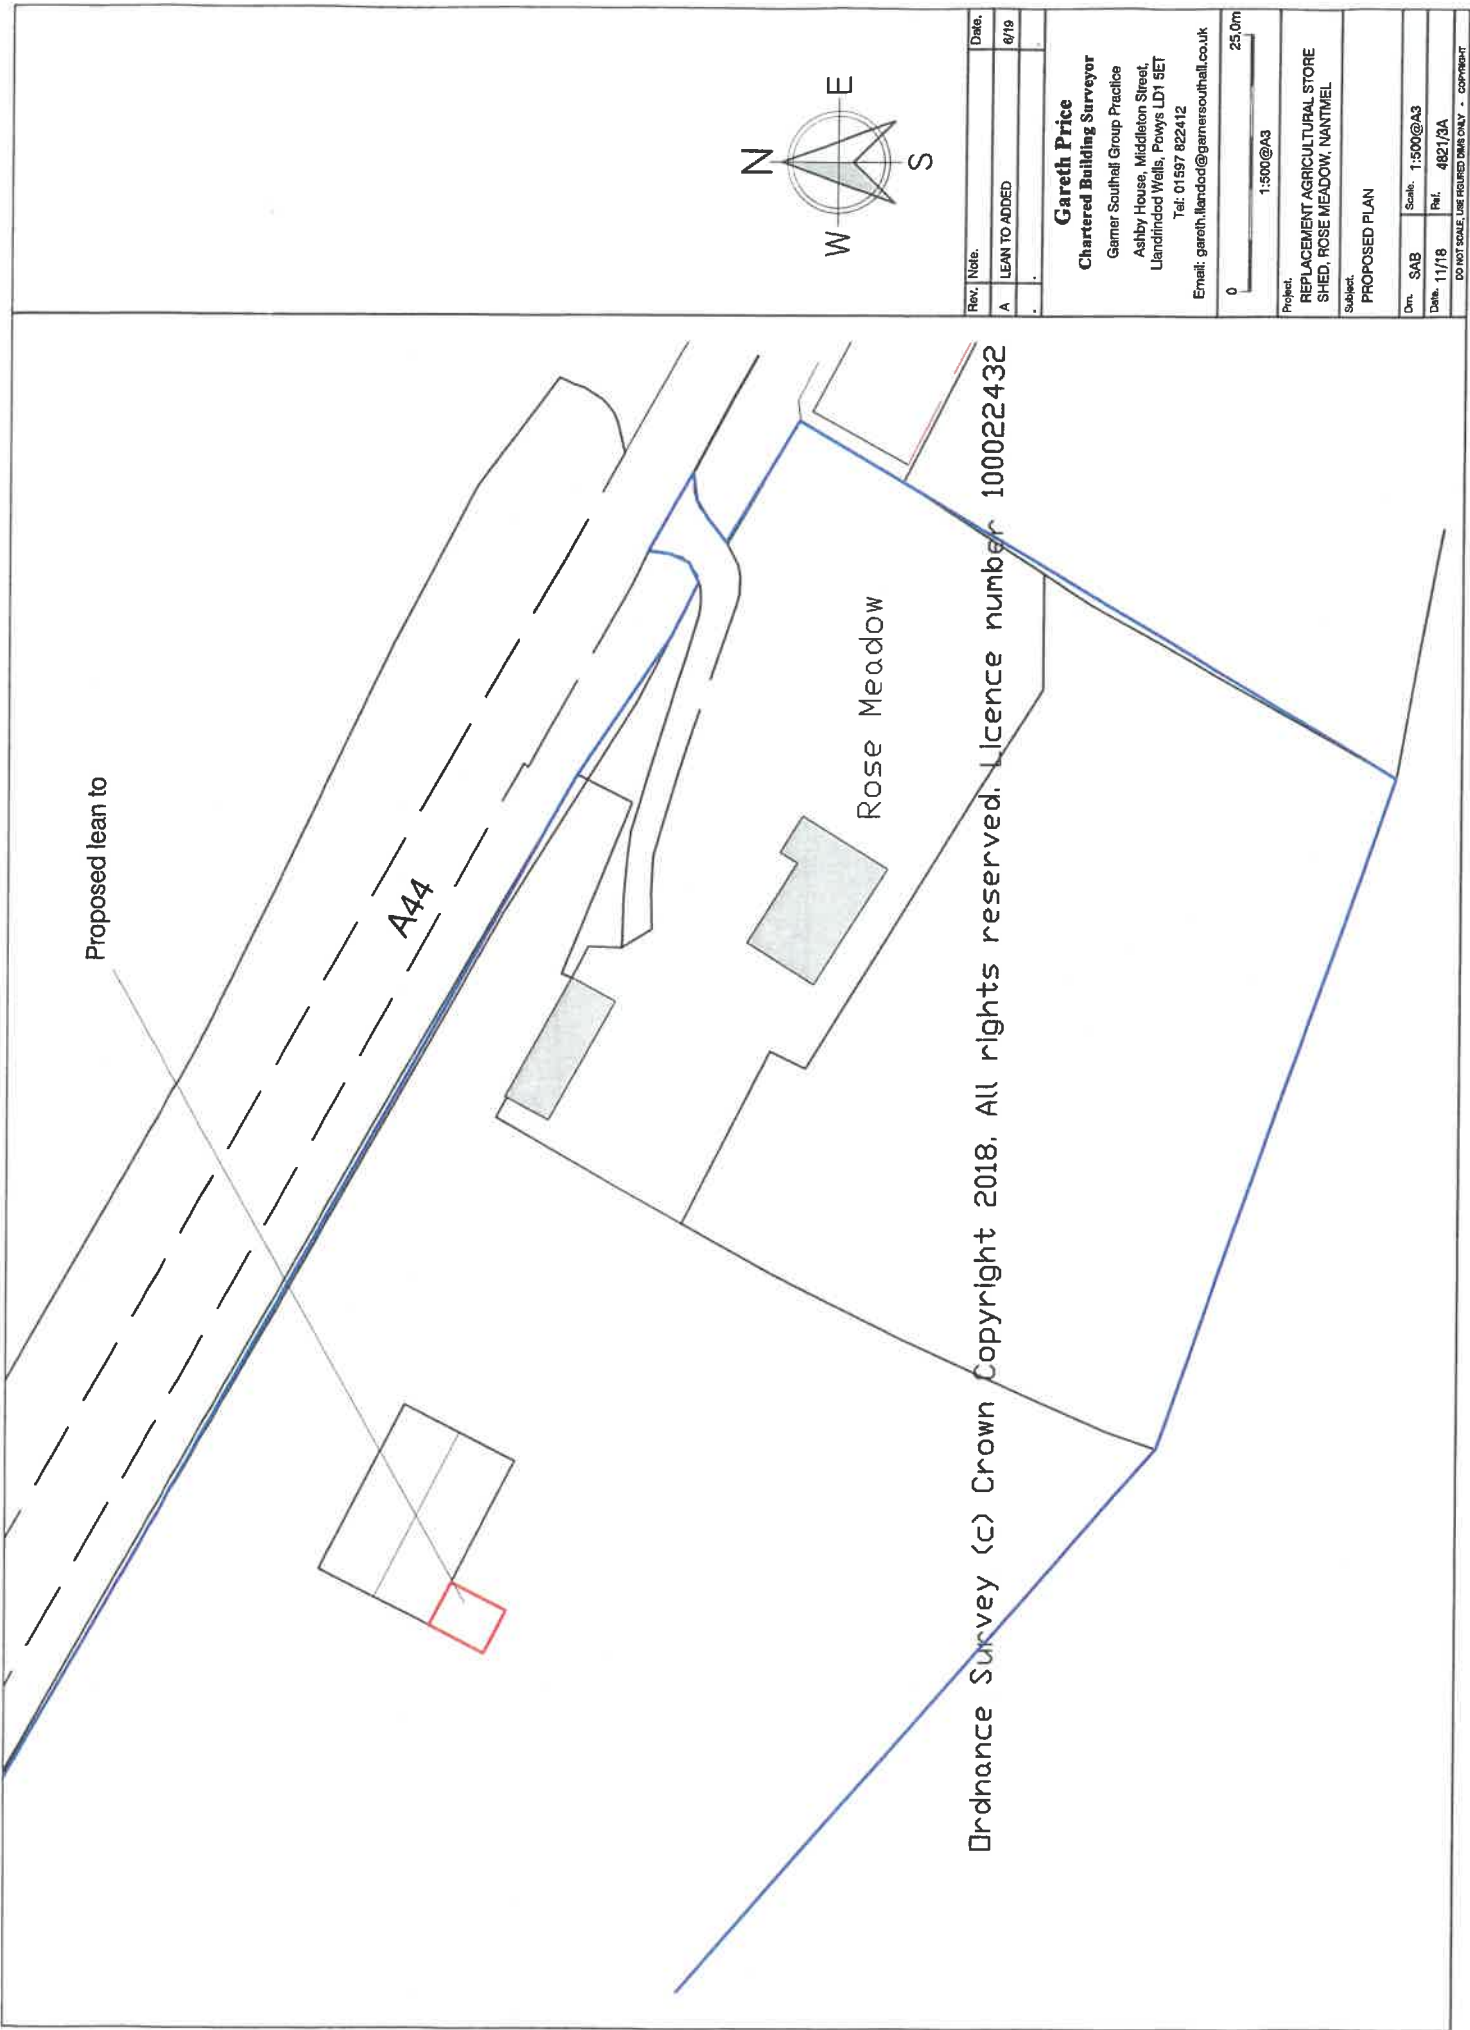 Proposed lean to
A44
Rose Meadow
Ordnance Survey (c) Crown Copyright 2018. All rights reserved. Licence number 100022432
N
W E
S
Rev. Note. Date.
A LEAN TO ADDED 6/19
. . .
Gareth Price
Chartered Building Surveyor
Garner Southall Group Practice
Ashby House, Middleton Street,
Llandrindod Wells, Powys LD1 5ET
Tel: 01597 822412
Email: gareth.llandod@garnersouthall.co.uk
0 25.0m
1:500@A3
Project.
REPLACEMENT AGRICULTURAL STORE
SHED, ROSE MEADOW, NANTMEL
Subject.
PROPOSED PLAN
Drn. SAB Scale. 1:500@A3
Date. 11/18 Ref. 4821/3A
DO NOT SCALE, USE FIGURED DIMS ONLY - COPYRIGHT